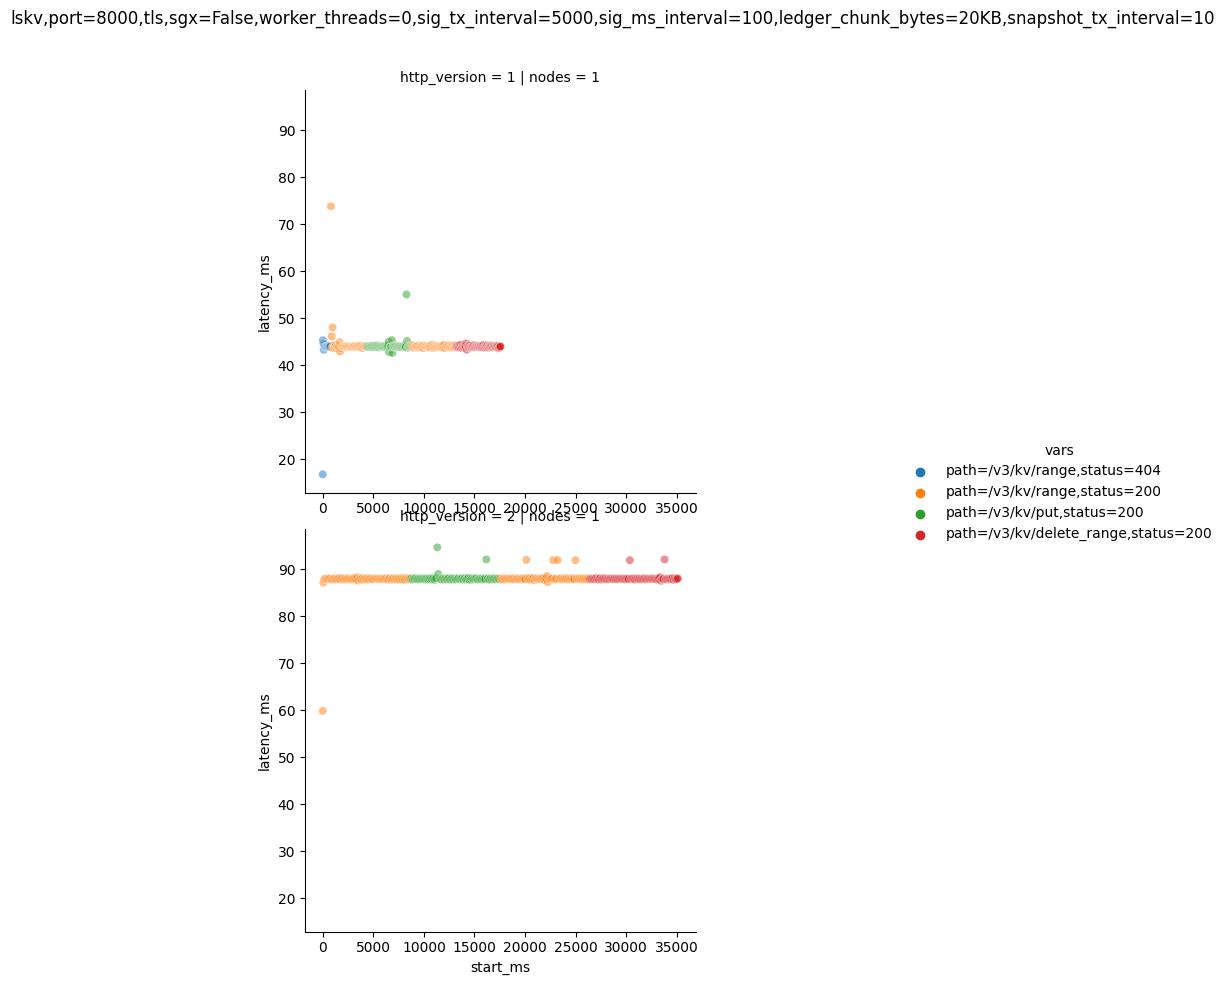 lskv,port=8000,tls,sgx=False,worker_threads=0,sig_tx_interval=5000,sig_ms_interval=100,ledger_chunk_bytes=20KB,snapshot_tx_interval=10
http_version = 1 | nodes = 1
90
80
70
60
50
40
30
20
latency_ms
0 5000 10000 15000 20000 25000 30000 35000
http_version = 2 | nodes = 1
90
80
70
60
50
40
30
20
latency_ms
0 5000 10000 15000 20000 25000 30000 35000
start_ms
vars
path=/v3/kv/range,status=404
path=/v3/kv/range,status=200
path=/v3/kv/put,status=200
path=/v3/kv/delete_range,status=200